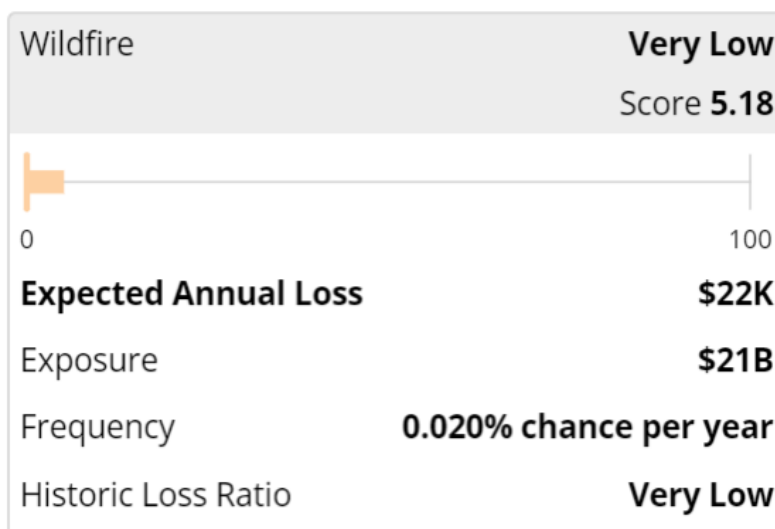 Wildfire Very Low
Score 5.18
0 100
Expected Annual Loss $22K
Exposure $21B
Frequency 0.020% chance per year
Historic Loss Ratio Very Low